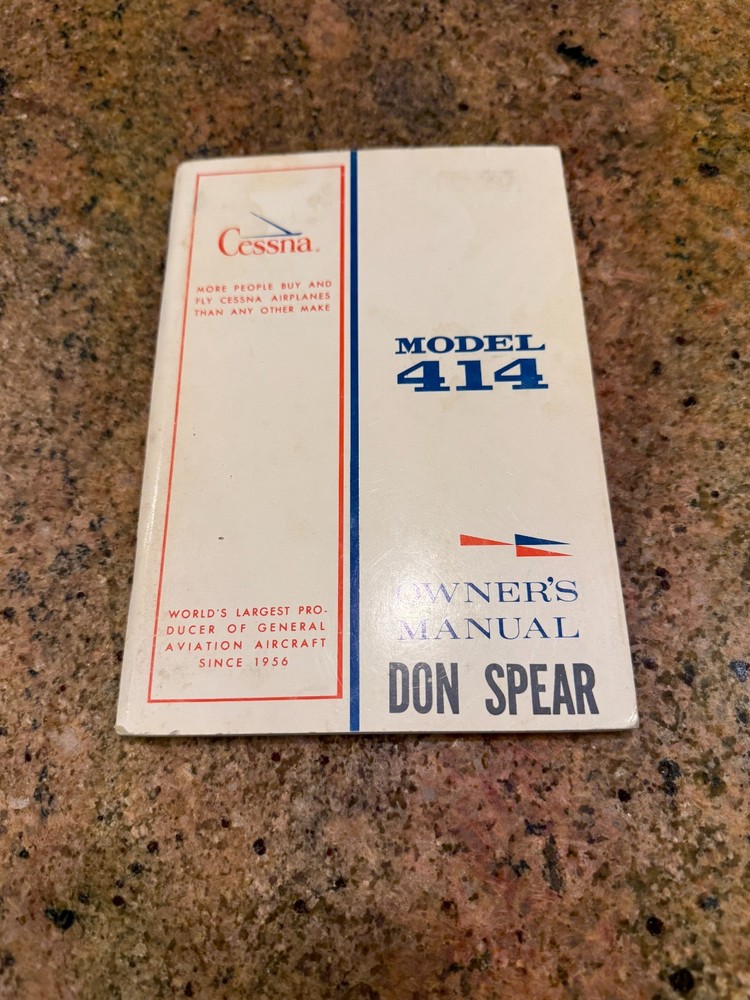 Cessna®
MORE PEOPLE BUY AND
FLY CESSNA AIRPLANES
THAN ANY OTHER MAKE
WORLD'S LARGEST PRO-
DUCER OF GENERAL
AVIATION AIRCRAFT
SINCE 1956
MODEL
414
OWNER'S
MANUAL
DON SPEAR